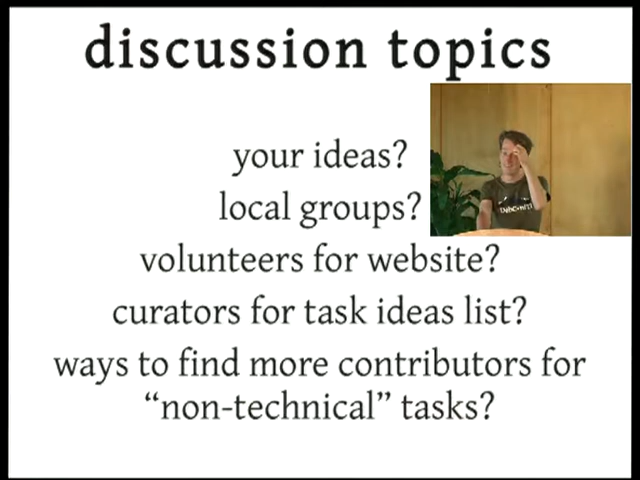 discussion topics
your ideas?
local groups?
volunteers for website?
curators for task ideas list?
ways to find more contributors for
“non-technical” tasks?